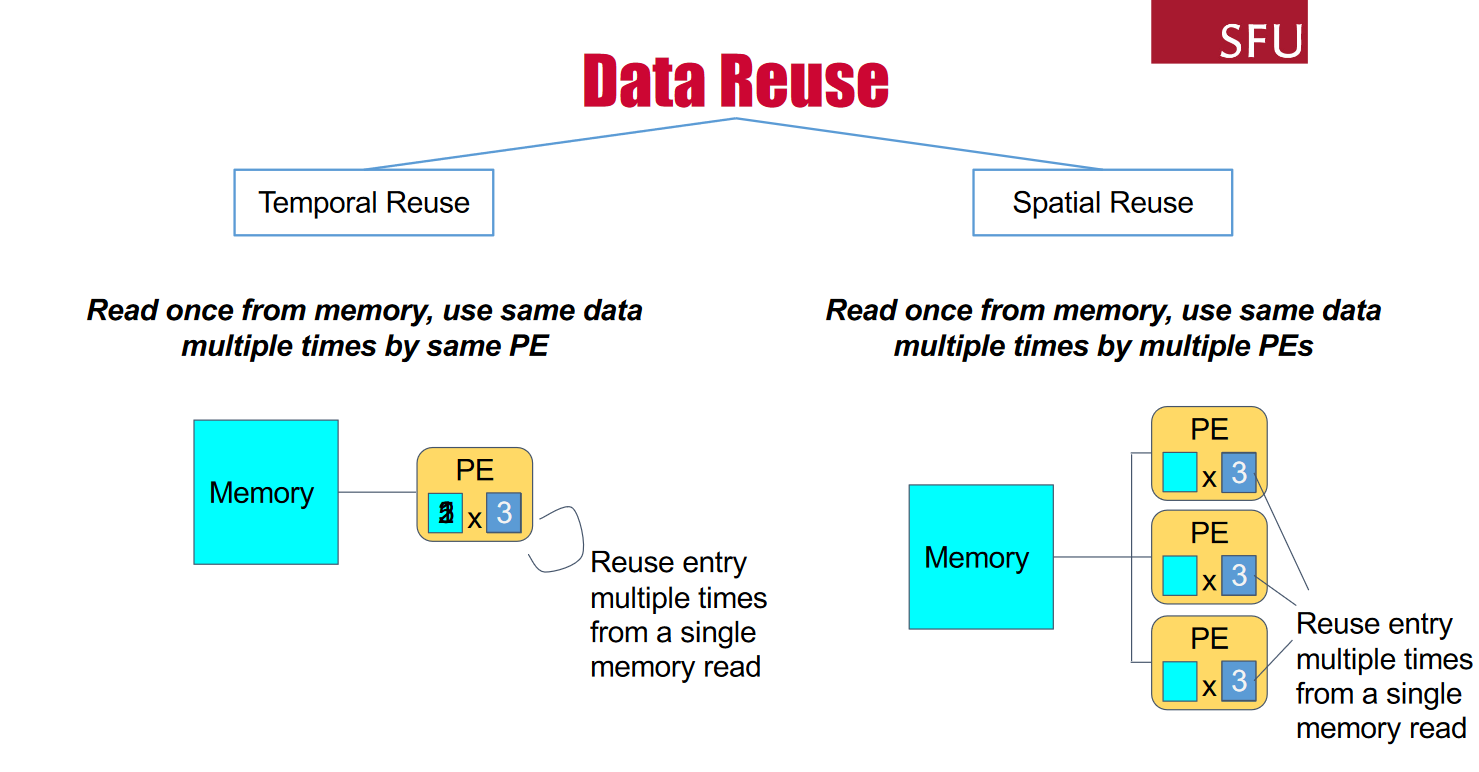 SFU
Data Reuse
Temporal Reuse
Spatial Reuse
Read once from memory, use same data
multiple times by same PE
Read once from memory, use same data
multiple times by multiple PEs
Memory
PE
x 3
Reuse entry
multiple times
from a single
memory read
Memory
PE
x 3
PE
x 3
PE
x 3
Reuse entry
multiple times
from a single
memory read